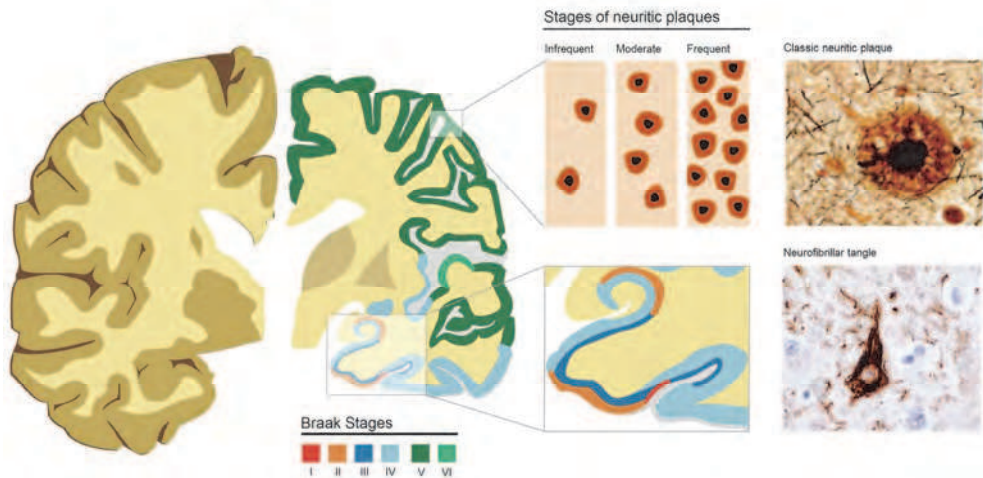 Stages of neuritic plaques
Infrequent Moderate Frequent
Classic neuritic plaque
Neurofibrillar tangle
Braak Stages
I II III IV V VI